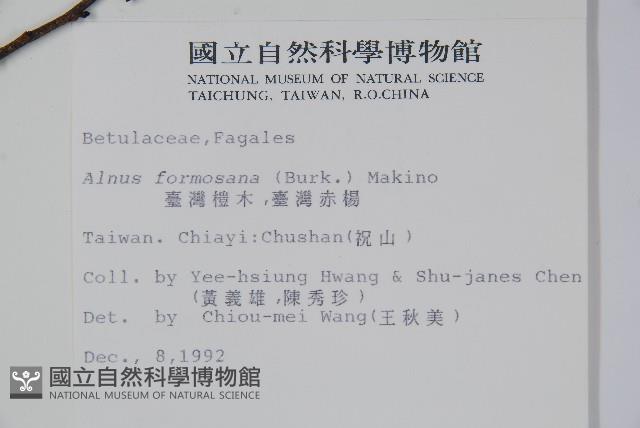 國立自然科學博物館
NATIONAL MUSEUM OF NATURAL SCIENCE
TAICHUNG, TAIWAN, R.O.CHINA
Betulaceae,Fagales
Alnus formosana (Burk.) Makino
臺灣榿木,臺灣赤楊
Taiwan. Chiayi:Chushan(祝山)
Coll. by Yee-hsiung Hwang & Shu-janes Chen
(黃義雄,陳秀珍)
Det. by Chiou-mei Wang(王秋美)
Dec., 8,1992
國立自然科學博物館
NATIONAL MUSEUM OF NATURAL SCIENCE